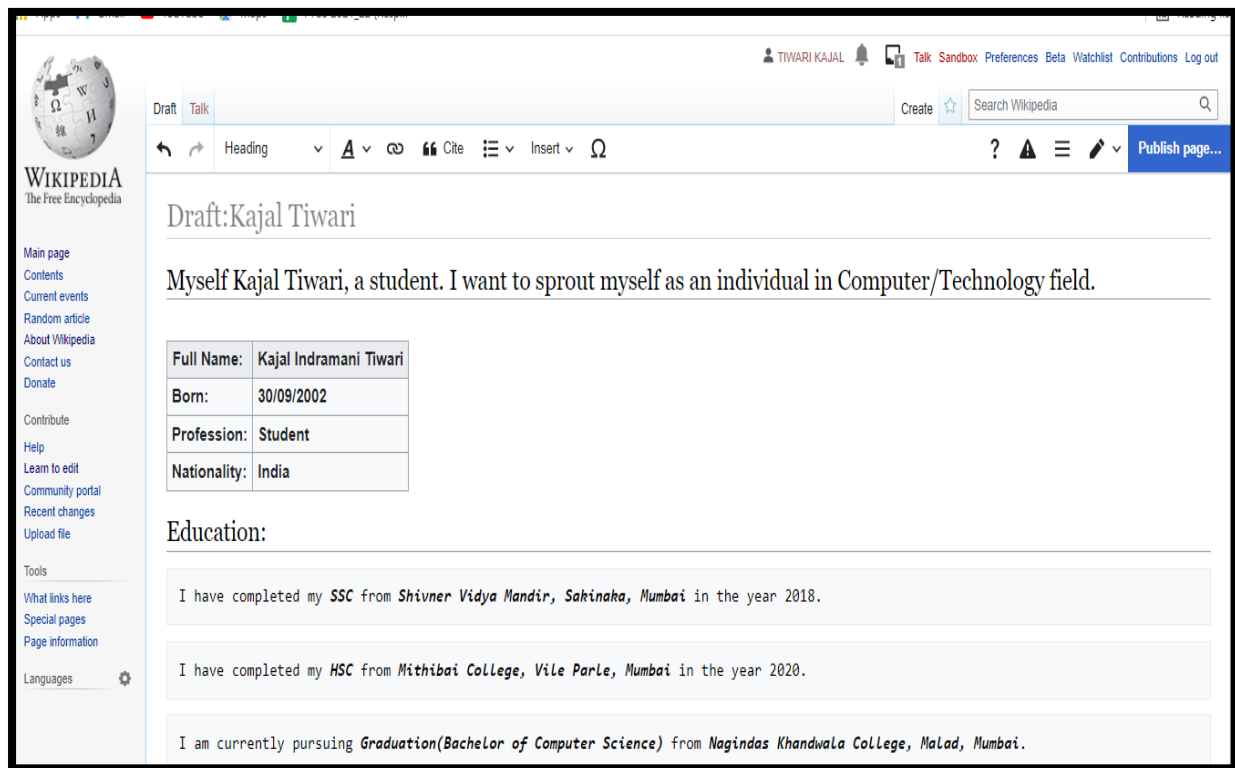 TIWARI KAJAL 1 Talk Sandbox Preferences Beta Watchlist Contributions Log out
Draft Talk Create Search Wikipedia
Heading A Cite Insert Ω ? Publish page...
WIKIPEDIA
The Free Encyclopedia
Main page
Contents
Current events
Random article
About Wikipedia
Contact us
Donate
Contribute
Help
Learn to edit
Community portal
Recent changes
Upload file
Tools
What links here
Special pages
Page information
Languages
Draft:Kajal Tiwari
Myself Kajal Tiwari, a student. I want to sprout myself as an individual in Computer/Technology field.
Full Name: Kajal Indramani Tiwari
Born: 30/09/2002
Profession: Student
Nationality: India
Education:
I have completed my SSC from Shivner Vidya Mandir, Sakinaka, Mumbai in the year 2018.
I have completed my HSC from Mithibai College, Vile Parle, Mumbai in the year 2020.
I am currently pursuing Graduation(Bachelor of Computer Science) from Nagindas Khandwala College, Malad, Mumbai.